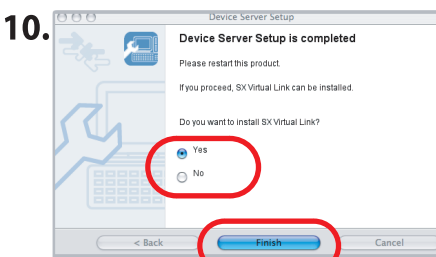 10.
Device Server Setup
Device Server Setup is completed
Please restart this product.
If you proceed, SX Virtual Link can be installed.
Do you want to install SX Virtual Link?
Yes
No
< Back
Finish
Cancel